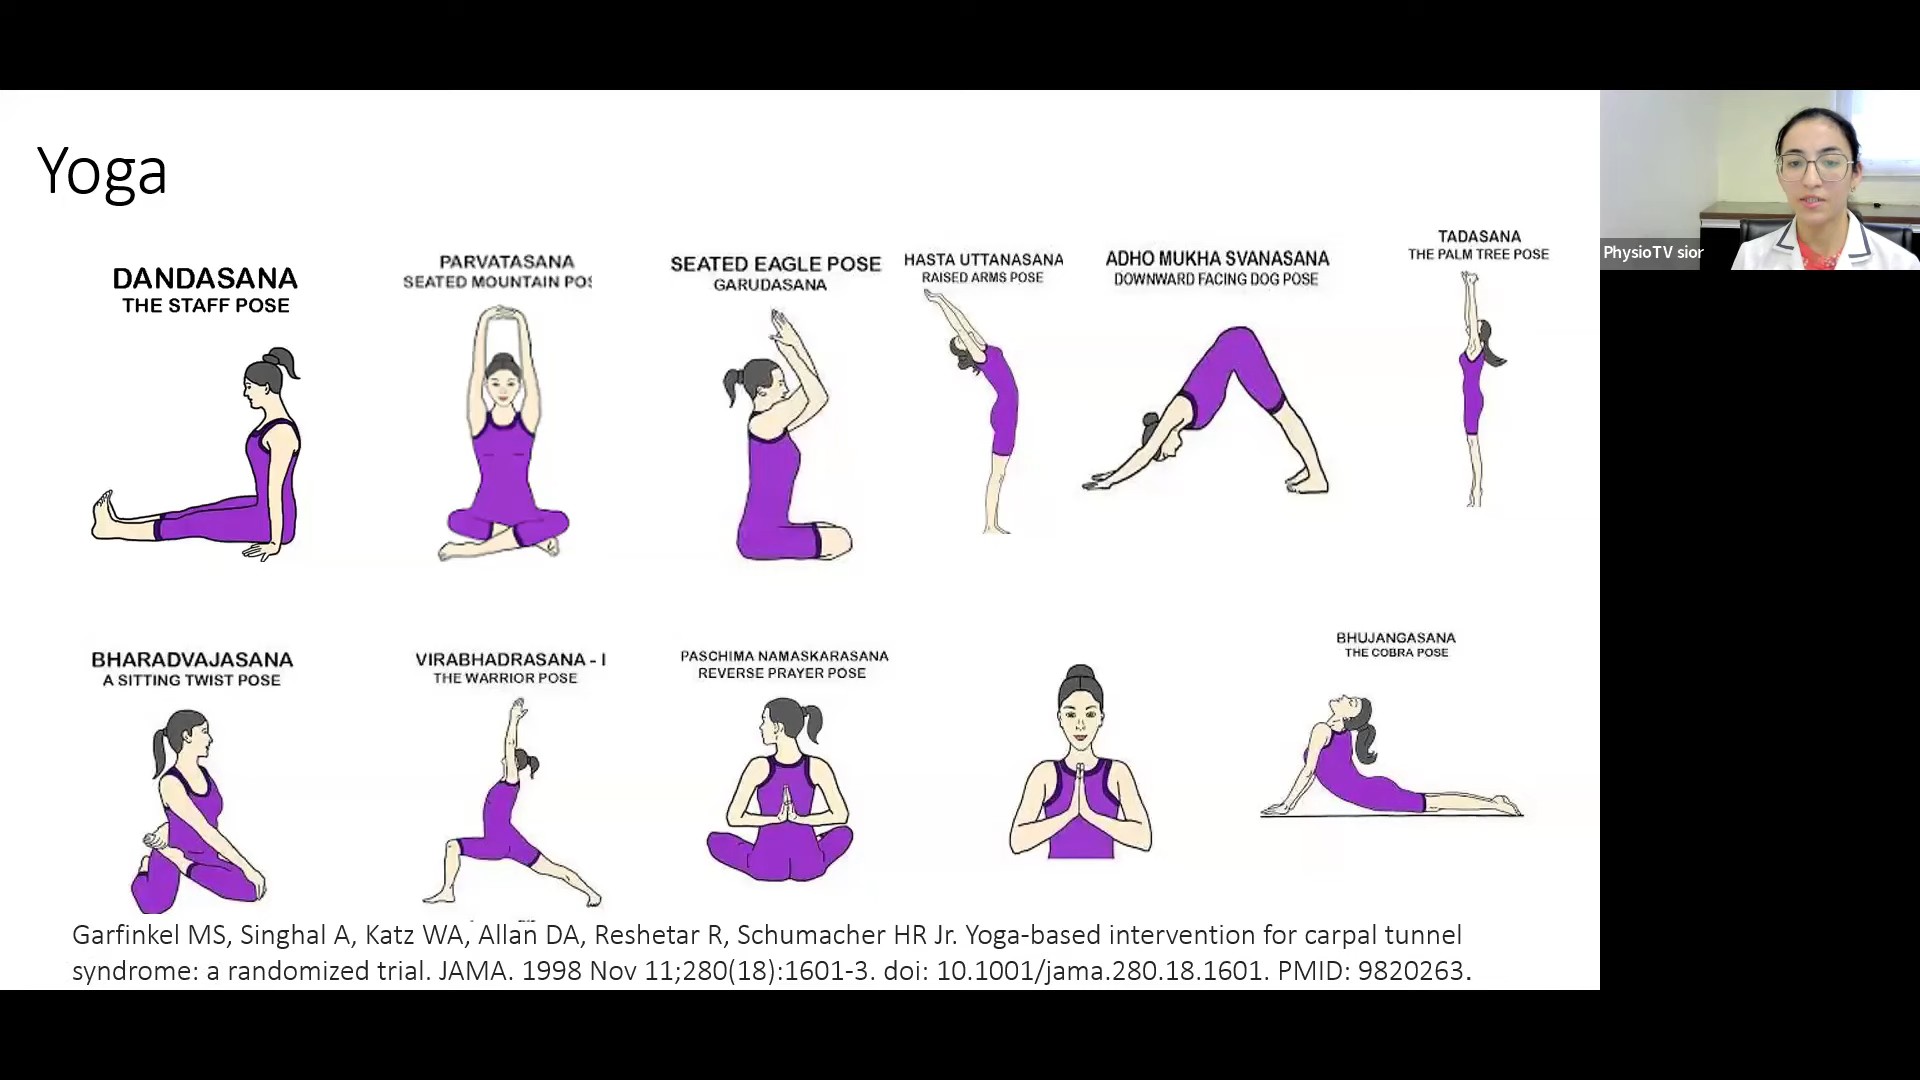 Yoga
DANDASANA
THE STAFF POSE
PARVATASANA
SEATED MOUNTAIN POS
SEATED EAGLE POSE
GARUDASANA
HASTA UTTANASANA
RAISED ARMS POSE
ADHO MUKHA SVANASANA
DOWNWARD FACING DOG POSE
TADASANA
THE PALM TREE POSE
PhysioTV sior
BHARADVAJASANA
A SITTING TWIST POSE
VIRABHADRASANA - I
THE WARRIOR POSE
PASCHIMA NAMASKARASANA
REVERSE PRAYER POSE
BHUJANGASANA
THE COBRA POSE
Garfinkel MS, Singhal A, Katz WA, Allan DA, Reshetar R, Schumacher HR Jr. Yoga-based intervention for carpal tunnel
syndrome: a randomized trial. JAMA. 1998 Nov 11;280(18):1601-3. doi: 10.1001/jama.280.18.1601. PMID: 9820263.